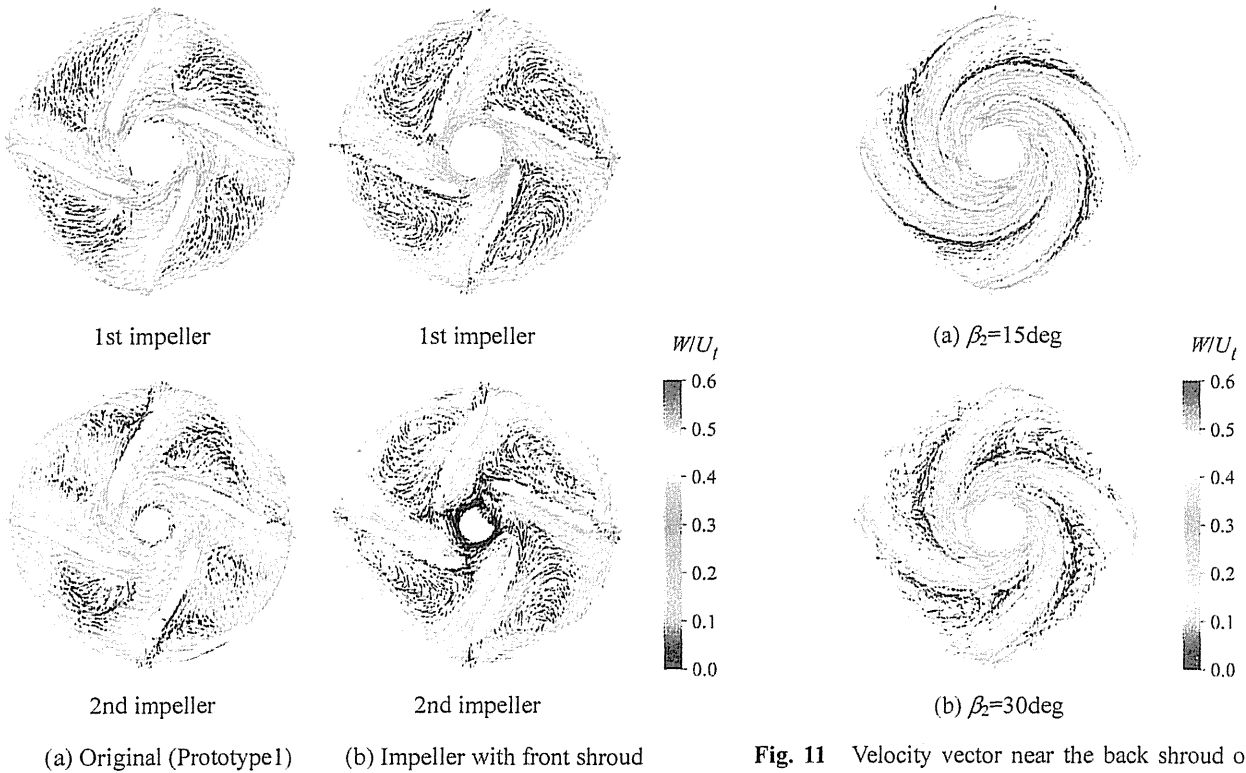 1st impeller
1st impeller
2nd impeller
2nd impeller
(a) Original (Prototype1)
(b) Impeller with front shroud
W/Uₜ
0.6
0.5
0.4
0.3
0.2
0.1
0.0
(a) β₂=15deg
(b) β₂=30deg
W/Uₜ
0.6
0.5
0.4
0.3
0.2
0.1
0.0
Fig. 11 Velocity vector near the back shroud o